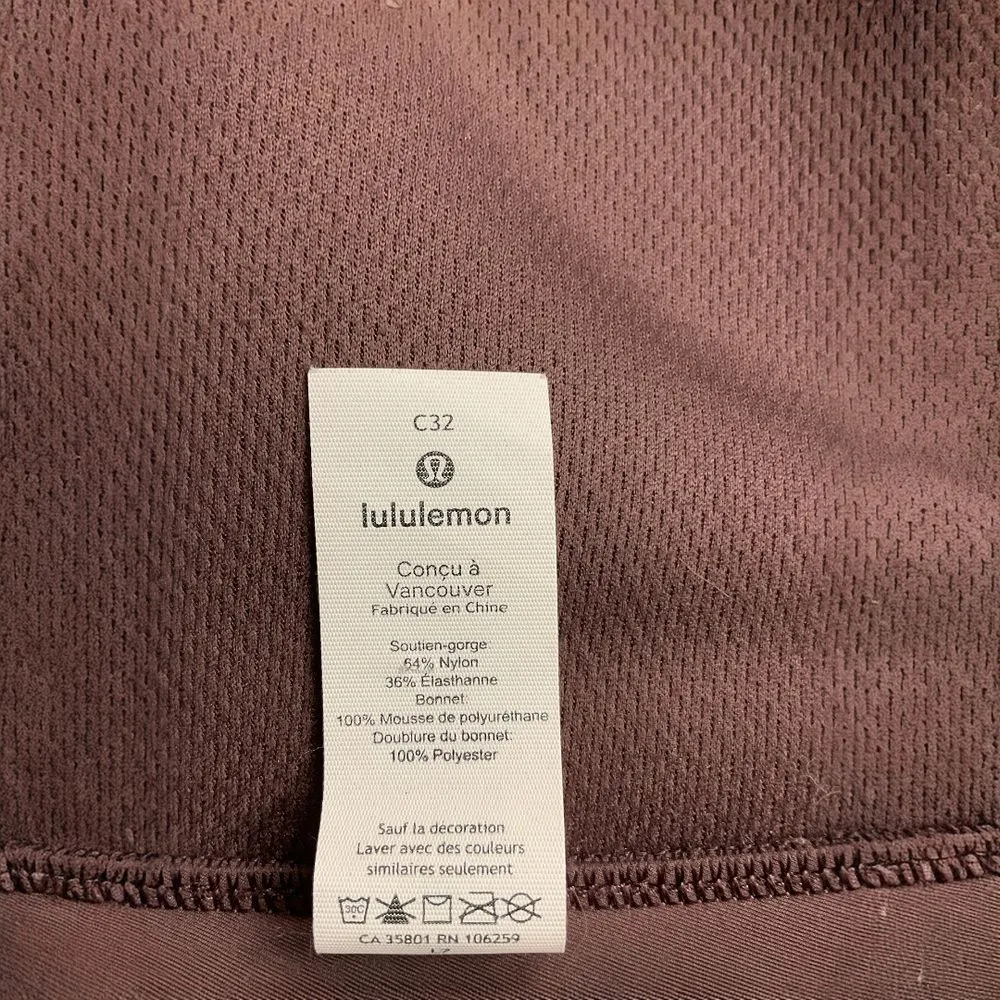 C32
lululemon
Conçu à
Vancouver
Fabriqué en Chine
Soutien-gorge:
64% Nylon
36% Élasthanne
Bonnet:
100% Mousse de polyuréthane
Doublure du bonnet:
100% Polyester
Sauf la décoration
Laver avec des couleurs
similaires seulement
30C
CA 35801 RN 106259